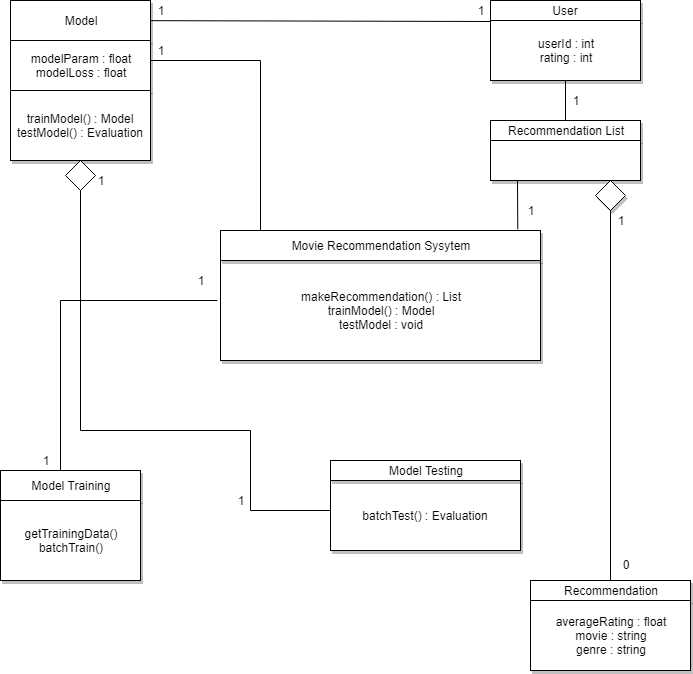 Model
modelParam : float
modelLoss : float
trainModel() : Model
testModel() : Evaluation
1
1
1
1
User
userId : int
rating : int
1
Recommendation List
1
1
Movie Recommendation Sysytem
makeRecommendation() : List
trainModel() : Model
testModel : void
1
1
Model Training
getTrainingData()
batchTrain()
1
Model Testing
batchTest() : Evaluation
0
Recommendation
averageRating : float
movie : string
genre : string